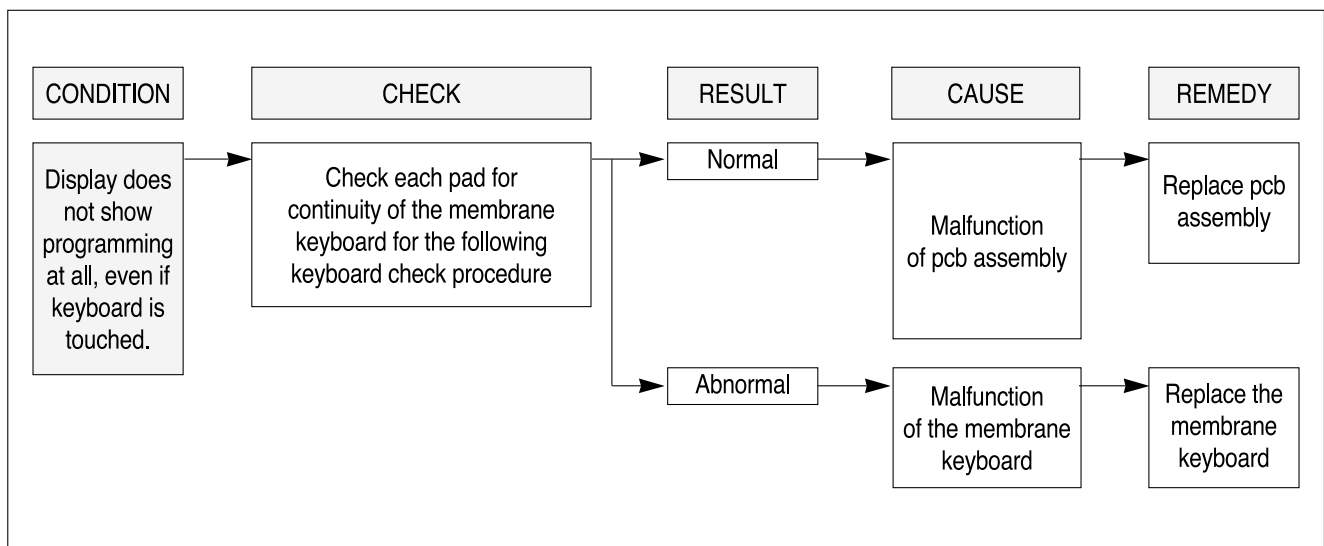 CONDITION
CHECK
RESULT
CAUSE
REMEDY
Display does
not show
programming
at all, even if
keyboard is
touched.
Check each pad for
continuity of the membrane
keyboard for the following
keyboard check procedure
Normal
Malfunction
of pcb assembly
Replace pcb
assembly
Abnormal
Malfunction
of the membrane
keyboard
Replace the
membrane
keyboard